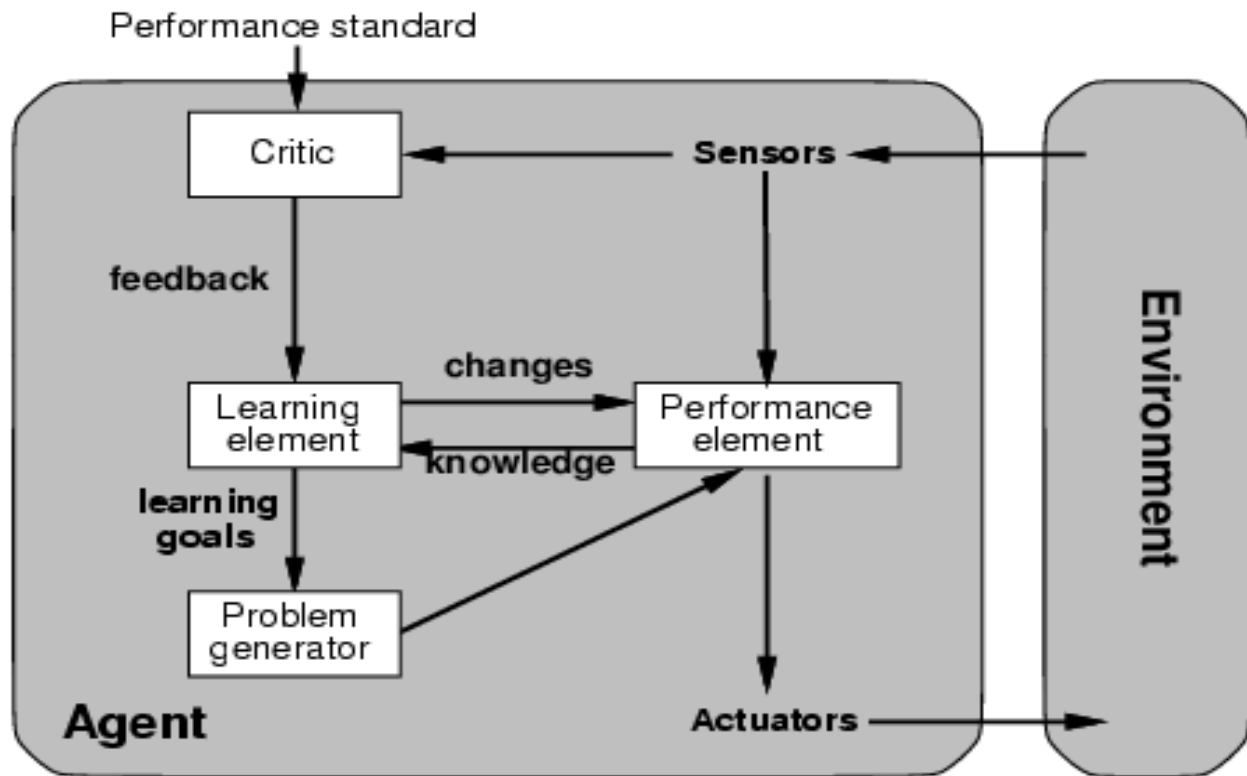 Performance standard
Critic
Sensors
feedback
changes
Learning
element
Performance
element
knowledge
learning
goals
Problem
generator
Agent
Actuators
Environment